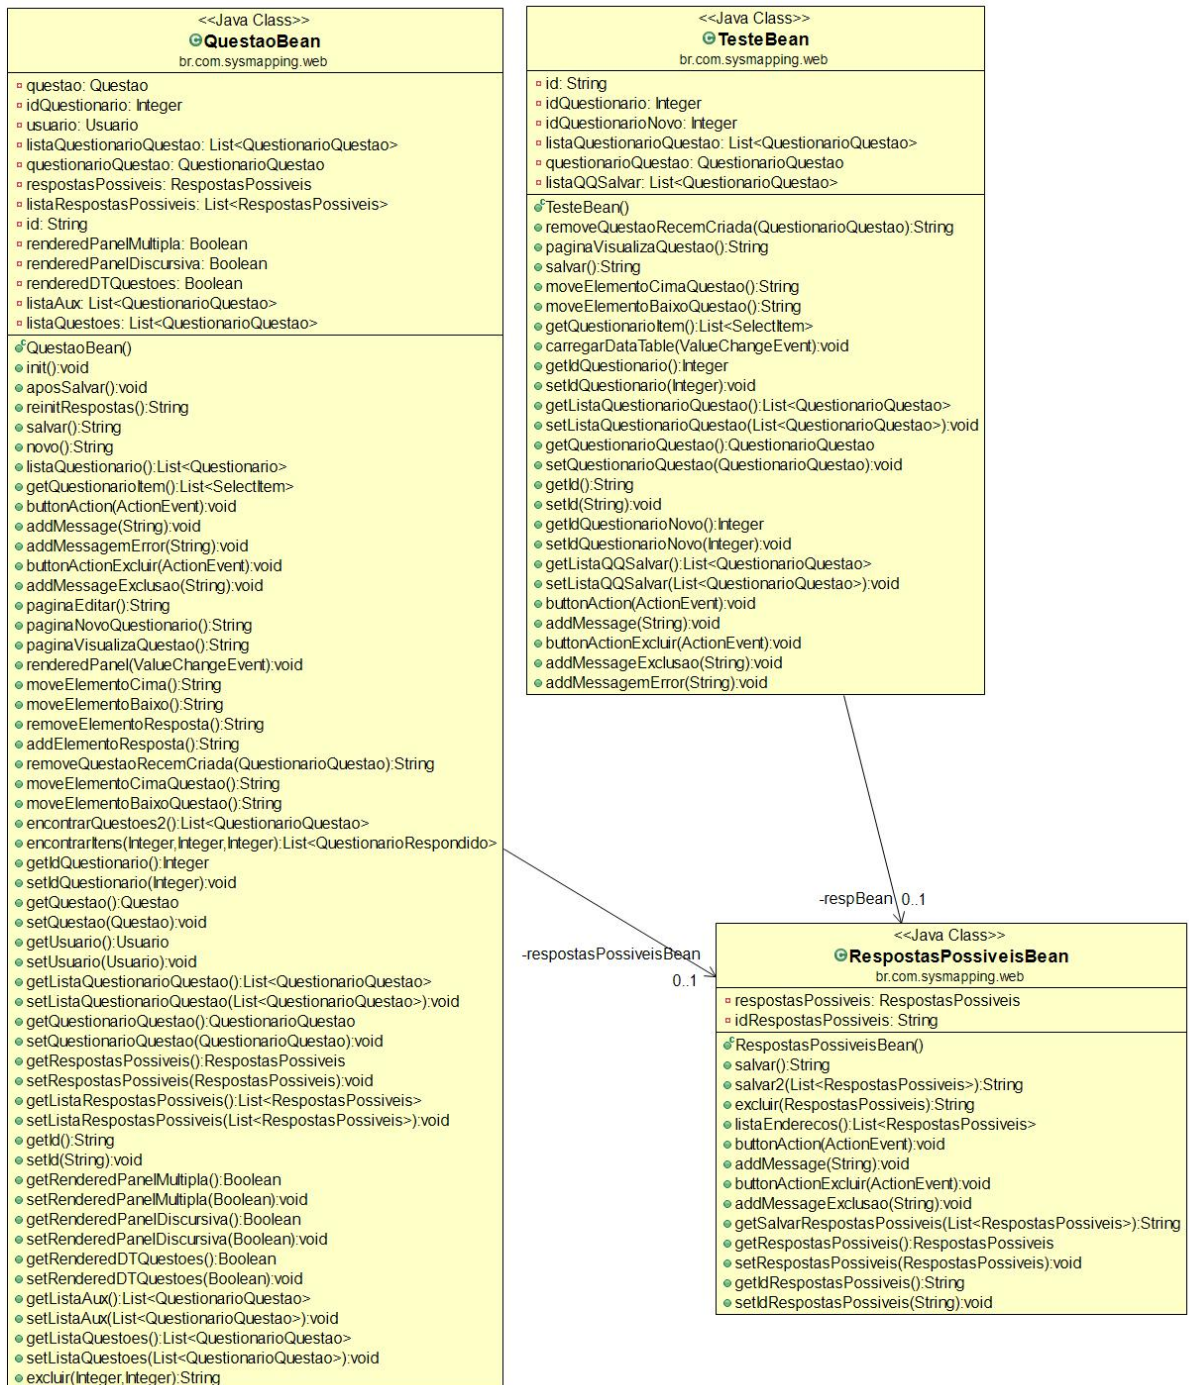 <<Java Class>>
QuestaoBean
br.com.sysmapping.web
questao: Questao
idQuestionario: Integer
usuario: Usuario
listaQuestionarioQuestao: List<QuestionarioQuestao>
questionarioQuestao: QuestionarioQuestao
respostasPossiveis: RespostasPossiveis
listaRespostasPossiveis: List<RespostasPossiveis>
id: String
renderedPanelMultipla: Boolean
renderedPanelDiscursiva: Boolean
renderedDTQuestoes: Boolean
listaAux: List<QuestionarioQuestao>
listaQuestoes: List<QuestionarioQuestao>
QuestaoBean()
init():void
aposSalvar():void
reinitRespostas():String
salvar():String
novo():String
listaQuestionario():List<Questionario>
getQuestionarioItem():List<SelectItem>
buttonAction(ActionEvent):void
addMessage(String):void
addMessagemError(String):void
buttonActionExcluir(ActionEvent):void
addMessageExclusao(String):void
paginaEditar():String
paginaNovoQuestionario():String
paginaVisualizaQuestao():String
renderedPanel(ValueChangeEvent):void
moveElementoCima():String
moveElementoBaixo():String
removeElementoResposta():String
addElementoResposta():String
removeQuestaoRecemCriada(QuestionarioQuestao):String
moveElementoCimaQuestao():String
moveElementoBaixoQuestao():String
encontrarQuestoes2():List<QuestionarioQuestao>
encontrarItens(Integer,Integer,Integer):List<QuestionarioRespondido>
getIdQuestionario():Integer
setIdQuestionario(Integer):void
getQuestao():Questao
setQuestao(Questao):void
getUsuario():Usuario
setUsuario(Usuario):void
getListaQuestionarioQuestao():List<QuestionarioQuestao>
setListaQuestionarioQuestao(List<QuestionarioQuestao>):void
getQuestionarioQuestao():QuestionarioQuestao
setQuestionarioQuestao(QuestionarioQuestao):void
getRespostasPossiveis():RespostasPossiveis
setRespostasPossiveis(RespostasPossiveis):void
getListaRespostasPossiveis():List<RespostasPossiveis>
setListaRespostasPossiveis(List<RespostasPossiveis>):void
getId():String
setId(String):void
getRenderedPanelMultipla():Boolean
setRenderedPanelMultipla(Boolean):void
getRenderedPanelDiscursiva():Boolean
setRenderedPanelDiscursiva(Boolean):void
getRenderedDTQuestoes():Boolean
setRenderedDTQuestoes(Boolean):void
getListaAux():List<QuestionarioQuestao>
setListaAux(List<QuestionarioQuestao>):void
getListaQuestoes():List<QuestionarioQuestao>
setListaQuestoes(List<QuestionarioQuestao>):void
excluir(Integer,Integer):String
<<Java Class>>
TesteBean
br.com.sysmapping.web
id: String
idQuestionario: Integer
idQuestionarioNovo: Integer
listaQuestionarioQuestao: List<QuestionarioQuestao>
questionarioQuestao: QuestionarioQuestao
listaQQSalvar: List<QuestionarioQuestao>
TesteBean()
removeQuestaoRecemCriada(QuestionarioQuestao):String
paginaVisualizaQuestao():String
salvar():String
moveElementoCimaQuestao():String
moveElementoBaixoQuestao():String
getQuestionarioItem():List<SelectItem>
carregarDataTable(ValueChangeEvent):void
getIdQuestionario():Integer
setIdQuestionario(Integer):void
getListaQuestionarioQuestao():List<QuestionarioQuestao>
setListaQuestionarioQuestao(List<QuestionarioQuestao>):void
getQuestionarioQuestao():QuestionarioQuestao
setQuestionarioQuestao(QuestionarioQuestao):void
getId():String
setId(String):void
getIdQuestionarioNovo():Integer
setIdQuestionarioNovo(Integer):void
getListaQQSalvar():List<QuestionarioQuestao>
setListaQQSalvar(List<QuestionarioQuestao>):void
buttonAction(ActionEvent):void
addMessage(String):void
buttonActionExcluir(ActionEvent):void
addMessageExclusao(String):void
addMessagemError(String):void
-respBean 0..1
-respostasPossiveisBean
0..1
<<Java Class>>
RespostasPossiveisBean
br.com.sysmapping.web
respostasPossiveis: RespostasPossiveis
idRespostasPossiveis: String
RespostasPossiveisBean()
salvar():String
salvar2(List<RespostasPossiveis>):String
excluir(RespostasPossiveis):String
listaEnderecos():List<RespostasPossiveis>
buttonAction(ActionEvent):void
addMessage(String):void
buttonActionExcluir(ActionEvent):void
addMessageExclusao(String):void
getSalvarRespostasPossiveis(List<RespostasPossiveis>):String
getRespostasPossiveis():RespostasPossiveis
setRespostasPossiveis(RespostasPossiveis):void
getIdRespostasPossiveis():String
setIdRespostasPossiveis(String):void